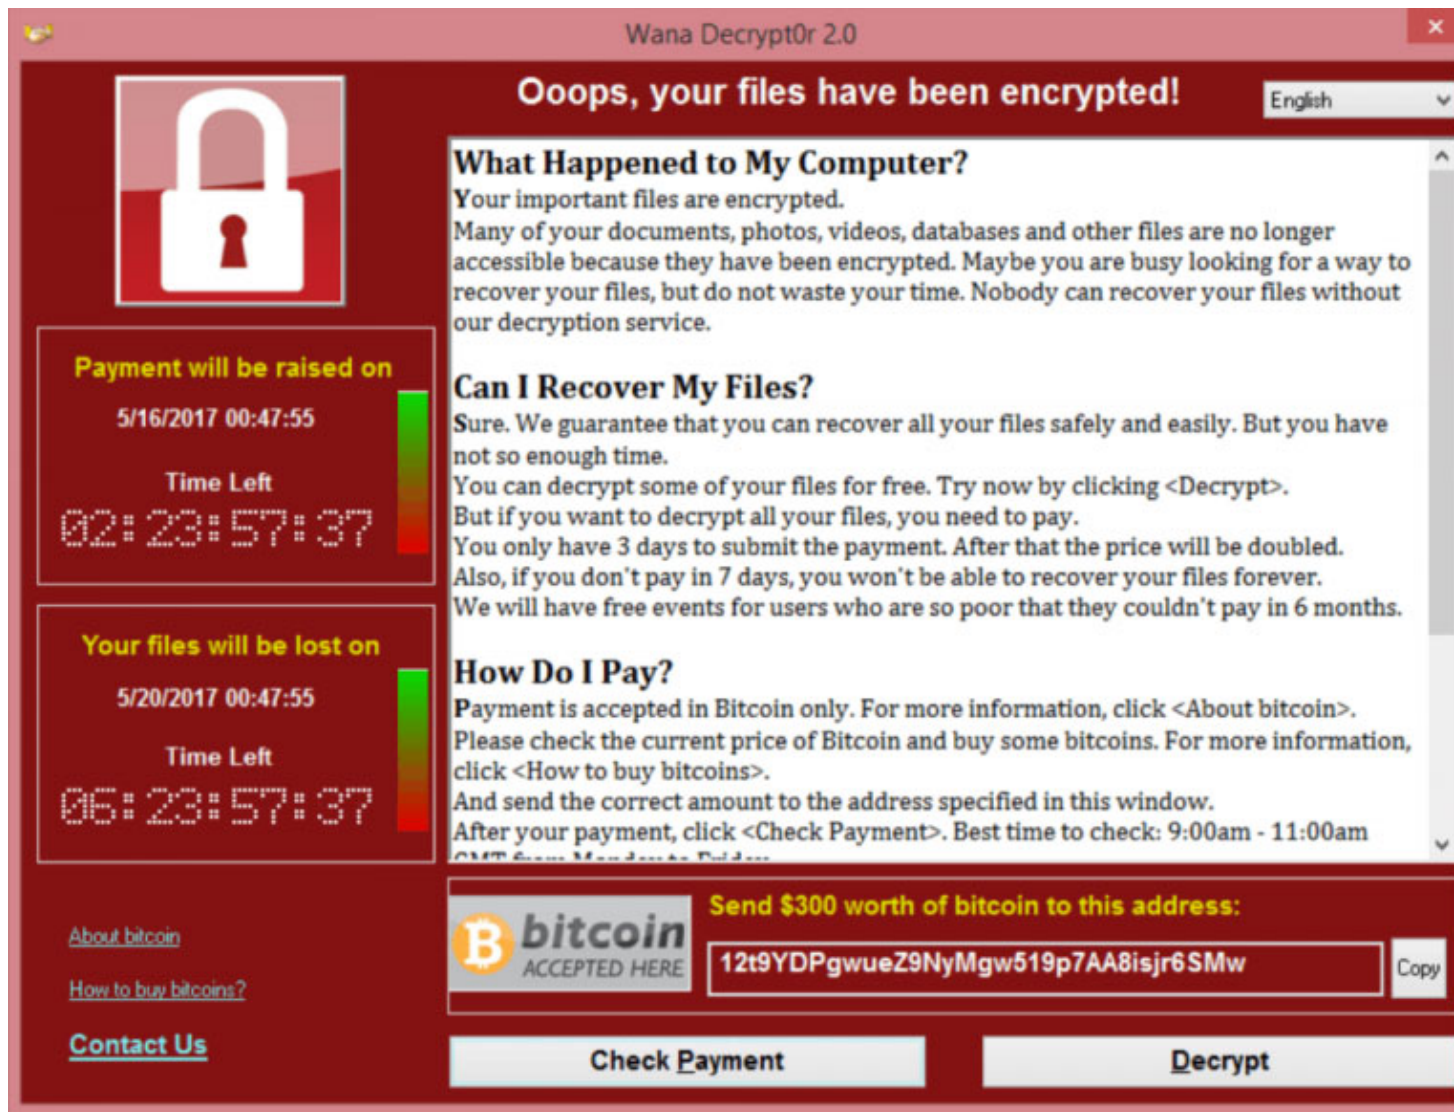 Wana Decrypt0r 2.0
Ooops, your files have been encrypted!
English
Payment will be raised on
5/16/2017 00:47:55
Time Left
02:23:57:37
Your files will be lost on
5/20/2017 00:47:55
Time Left
06:23:57:37
About bitcoin
How to buy bitcoins?
Contact Us
What Happened to My Computer?
Your important files are encrypted.
Many of your documents, photos, videos, databases and other files are no longer
accessible because they have been encrypted. Maybe you are busy looking for a way to
recover your files, but do not waste your time. Nobody can recover your files without
our decryption service.
Can I Recover My Files?
Sure. We guarantee that you can recover all your files safely and easily. But you have
not so enough time.
You can decrypt some of your files for free. Try now by clicking <Decrypt>.
But if you want to decrypt all your files, you need to pay.
You only have 3 days to submit the payment. After that the price will be doubled.
Also, if you don't pay in 7 days, you won't be able to recover your files forever.
We will have free events for users who are so poor that they couldn't pay in 6 months.
How Do I Pay?
Payment is accepted in Bitcoin only. For more information, click <About bitcoin>.
Please check the current price of Bitcoin and buy some bitcoins. For more information,
click <How to buy bitcoins>.
And send the correct amount to the address specified in this window.
After your payment, click <Check Payment>. Best time to check: 9:00am - 11:00am
GMT from Monday to Friday
bitcoin
ACCEPTED HERE
Send $300 worth of bitcoin to this address:
12t9YDPgwueZ9NyMgw519p7AA8isjr6SMw
Copy
Check Payment
Decrypt